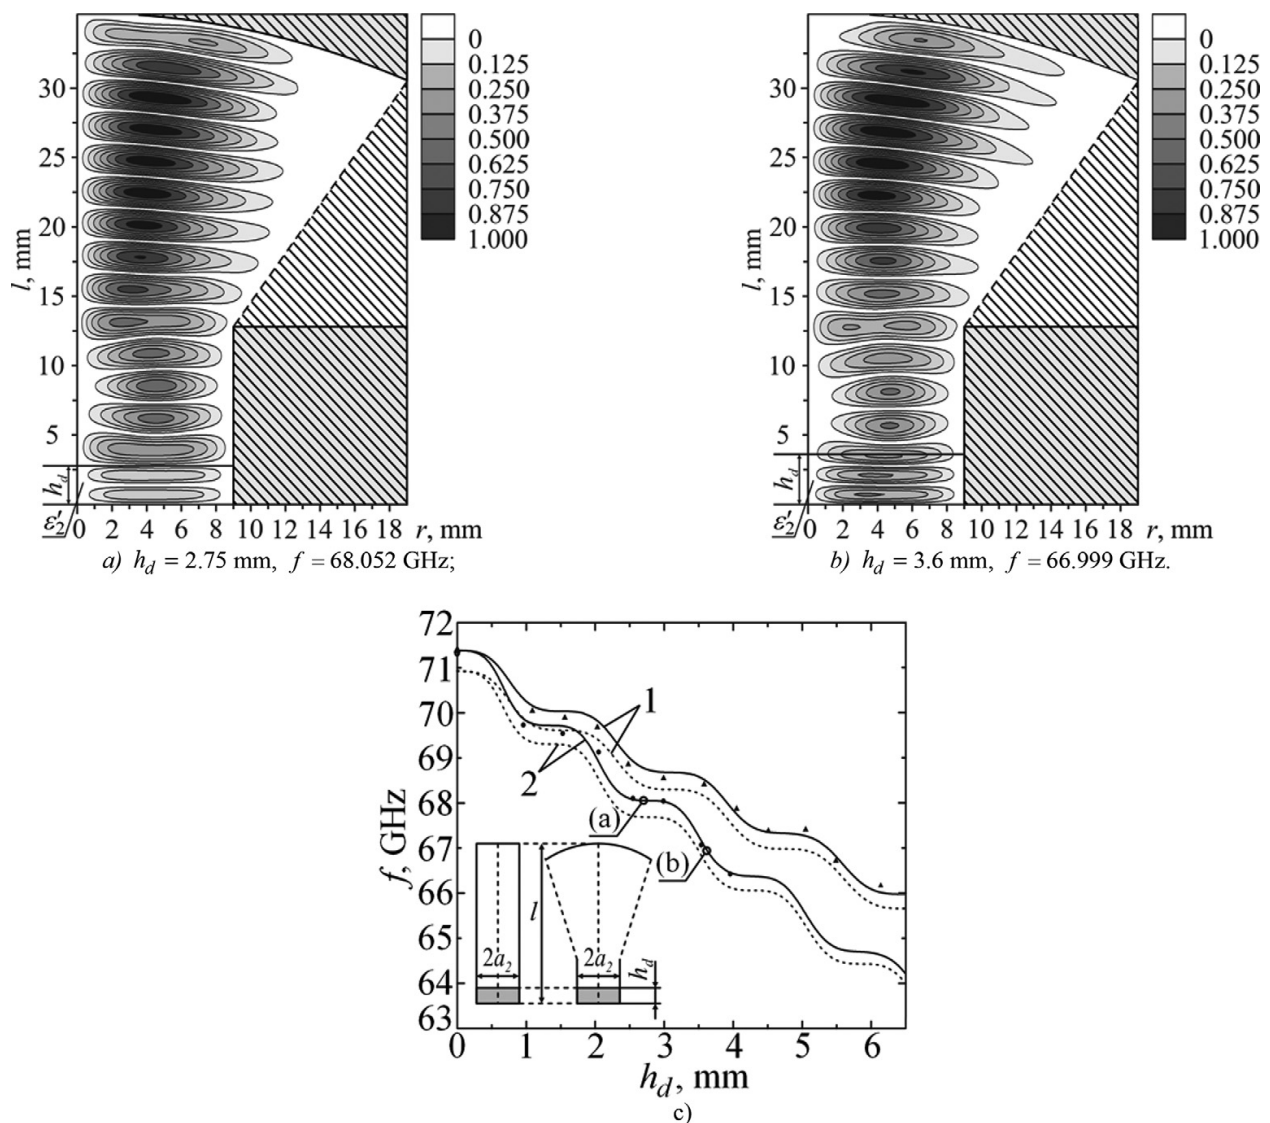 30
25
20
15
10
5
l, mm
h_d
ε′₂
0 2 4 6 8 10 12 14 16 18 r, mm
0
0.125
0.250
0.375
0.500
0.625
0.750
0.875
1.000
a) h_d = 2.75 mm, f = 68.052 GHz;
30
25
20
15
10
5
l, mm
h_d
ε′₂
0 2 4 6 8 10 12 14 16 18 r, mm
0
0.125
0.250
0.375
0.500
0.625
0.750
0.875
1.000
b) h_d = 3.6 mm, f = 66.999 GHz.
72
71
70
69
68
67
66
65
64
63
f, GHz
1
2
(a)
(b)
l
2a₂
2a₂
h_d
0 1 2 3 4 5 6
h_d, mm
c)